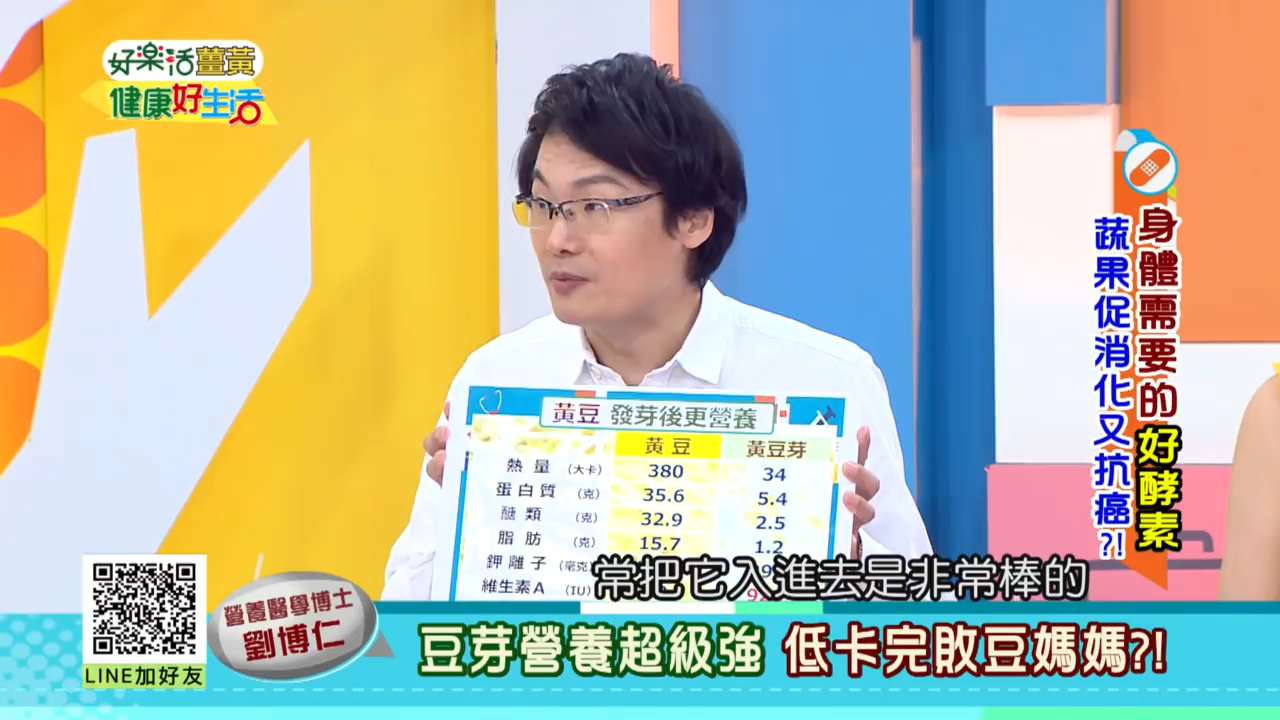 好樂活薑黃
健康好生活
身體需要的好酵素
蔬果促消化又抗癌?!
黃豆 發芽後更營養
黃豆 黃豆芽
熱量 (大卡) 380 34
蛋白質 (克) 35.6 5.4
醣類 (克) 32.9 2.5
脂肪 (克) 15.7 1.2
鉀離子 (毫克)
維生素A (IU)
常把它入進去是非常棒的
營養醫學博士
劉博仁
豆芽營養超級強 低卡完敗豆媽媽?!
LINE加好友